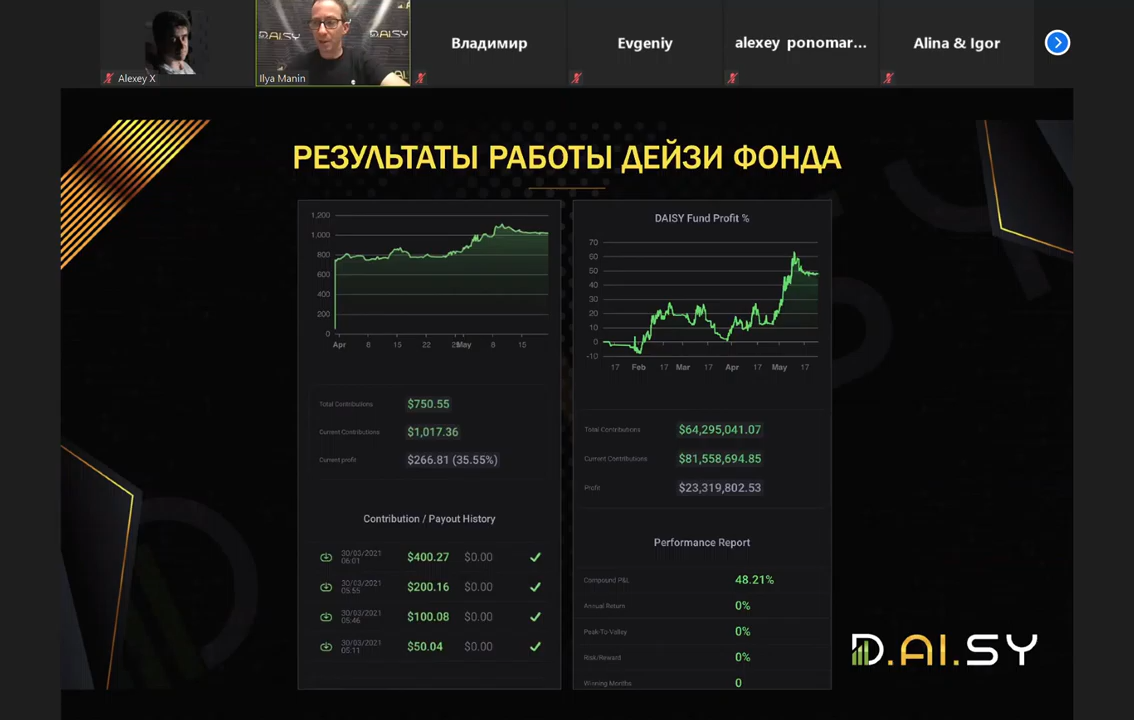 Alexey X
Ilya Manin
Владимир
Evgeniy
alexey ponomar...
Alina & Igor
DAISY
DAISY
РЕЗУЛЬТАТЫ РАБОТЫ ДЕЙЗИ ФОНДА
1,200
1,000
800
600
400
200
0
Apr 8 15 22 29 May 8 15
Total Contributions $750.55
Current Contributions $1,017.36
Current profit $266.81 (35.55%)
Contribution / Payout History
30/03/2021 06:01 $400.27 $0.00
30/03/2021 05:55 $200.16 $0.00
30/03/2021 05:46 $100.08 $0.00
30/03/2021 05:11 $50.04 $0.00
DAISY Fund Profit %
70
60
50
40
30
20
10
0
-10
17 Feb 17 Mar 17 Apr 17 May 17
Total Contributions $64,295,041.07
Current Contributions $81,558,694.85
Profit $23,319,802.53
Performance Report
Compound P&L 48.21%
Annual Return 0%
Peak-To-Valley 0%
Risk/Reward 0%
Winning Months 0
D.AI.SY